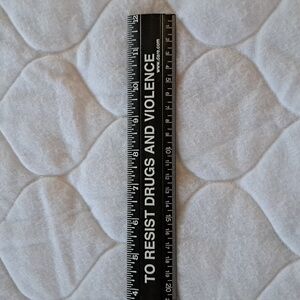 TO RESIST DRUGS AND VIOLENCE
www.dare.com